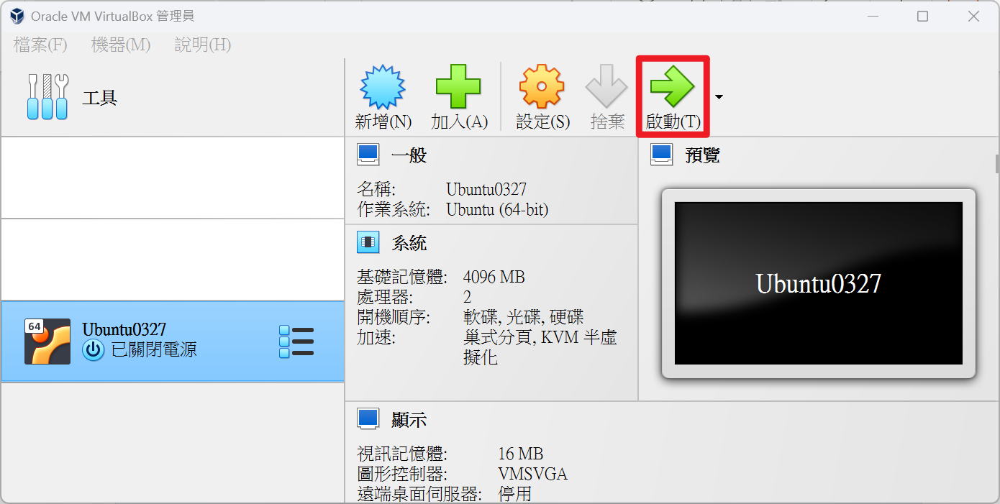 Oracle VM VirtualBox 管理員
檔案(F) 機器(M) 說明(H)
工具
新增(N) 加入(A) 設定(S) 捨棄 啟動(T)
64
Ubuntu0327
已關閉電源
一般
名稱: Ubuntu0327
作業系統: Ubuntu (64-bit)
系統
基礎記憶體: 4096 MB
處理器: 2
開機順序: 軟碟, 光碟, 硬碟
加速: 巢式分頁, KVM 半虛
擬化
預覽
Ubuntu0327
顯示
視訊記憶體: 16 MB
圖形控制器: VMSVGA
遠端桌面伺服器: 停用